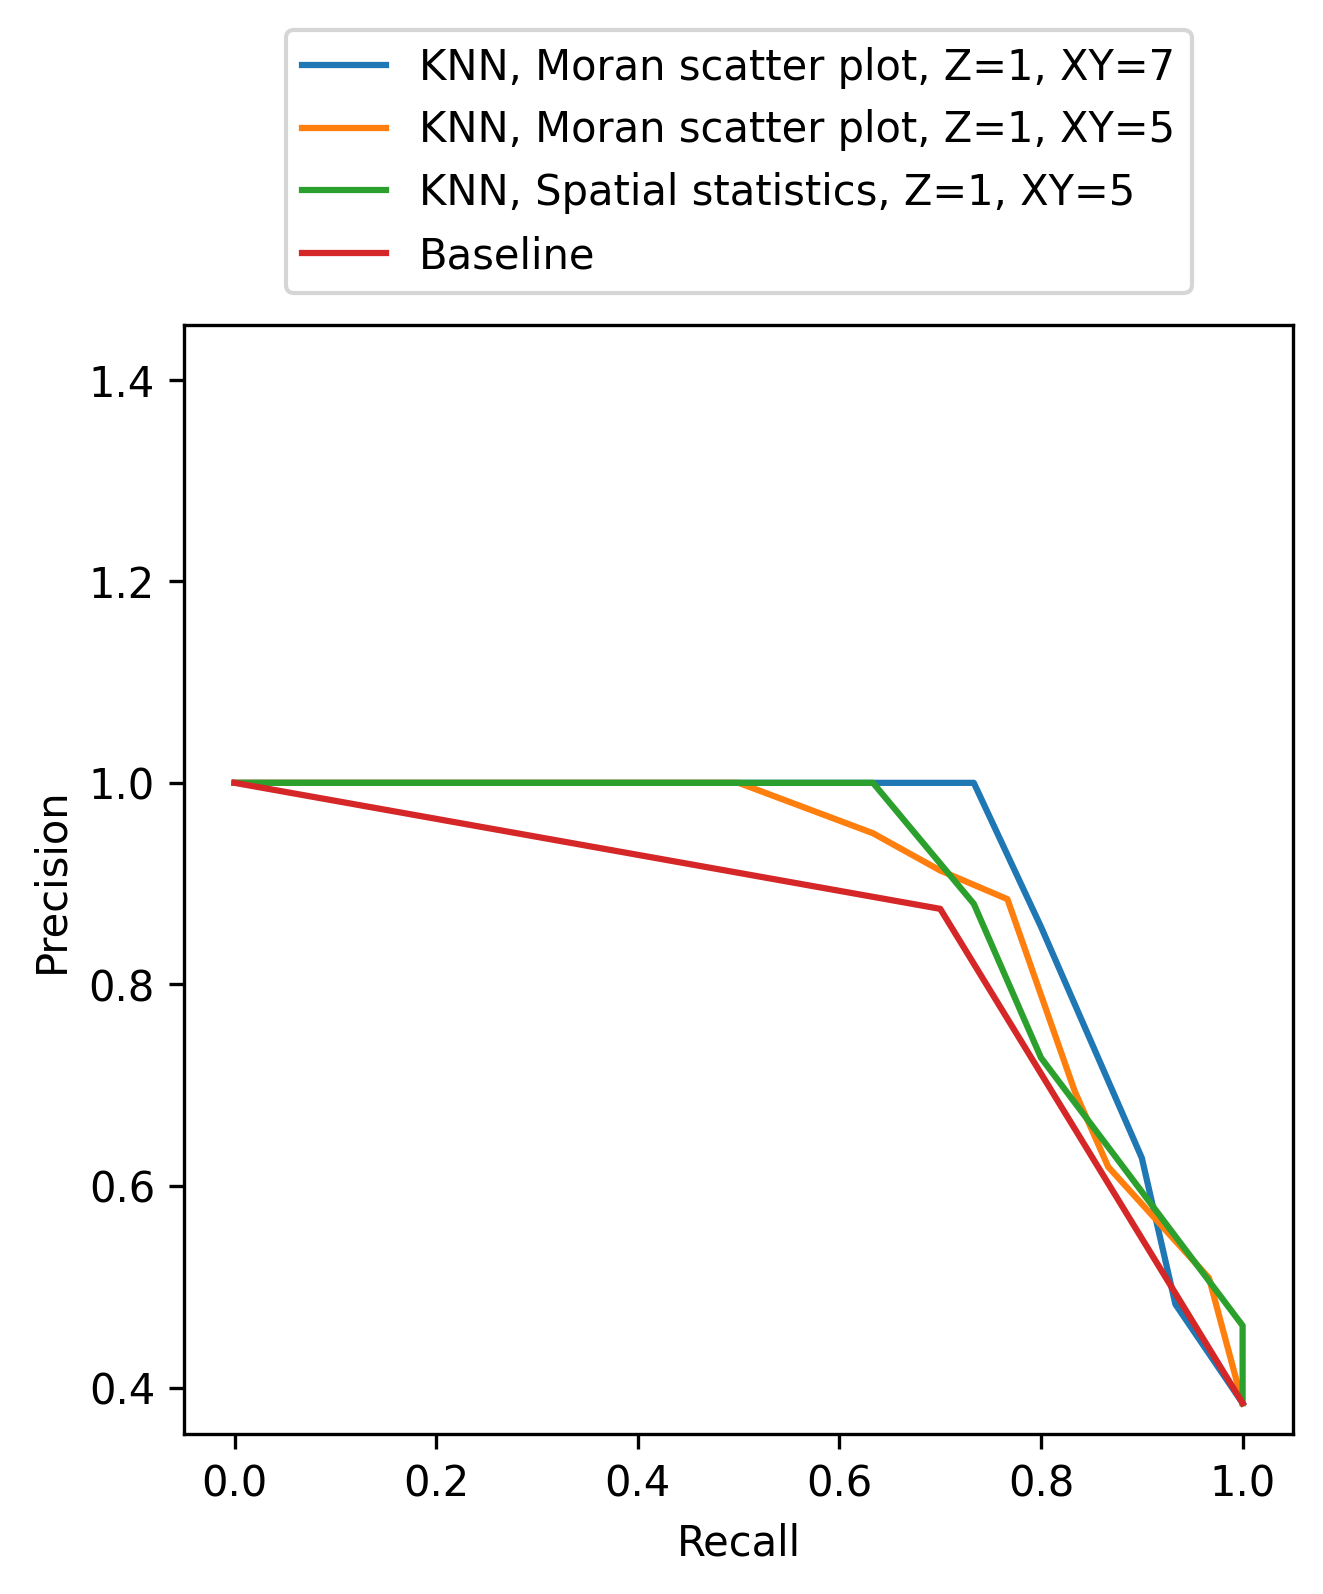 KNN, Moran scatter plot, Z=1, XY=7
KNN, Moran scatter plot, Z=1, XY=5
KNN, Spatial statistics, Z=1, XY=5
Baseline
1.4
1.2
1.0
0.8
0.6
0.4
Precision
0.0 0.2 0.4 0.6 0.8 1.0
Recall